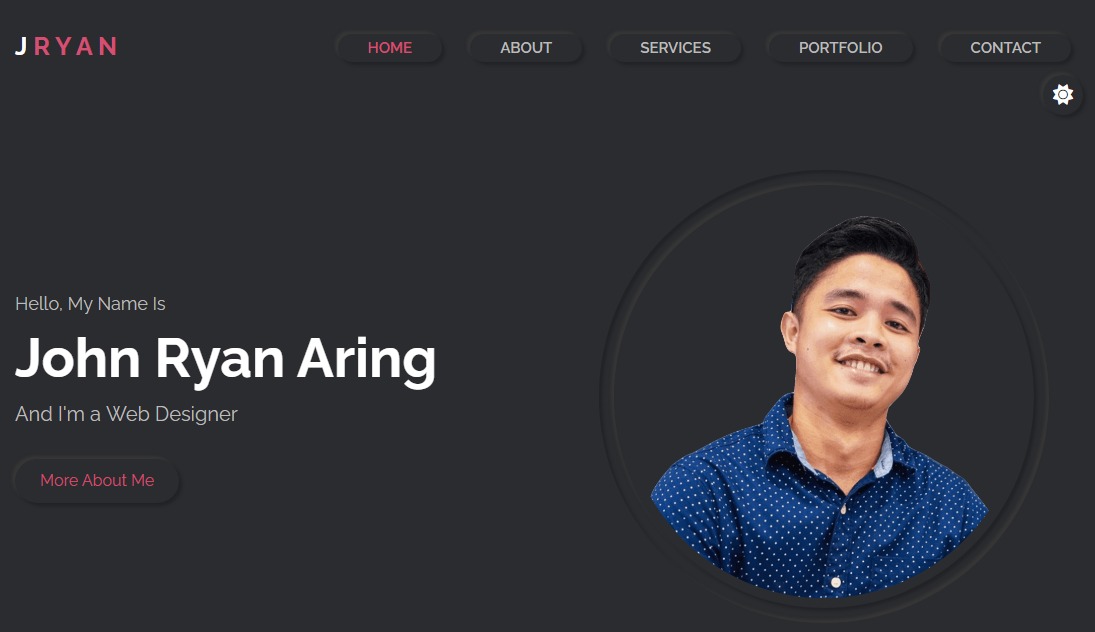 JRYAN
HOME ABOUT SERVICES PORTFOLIO CONTACT
Hello, My Name Is
John Ryan Aring
And I'm a Web Designer
More About Me